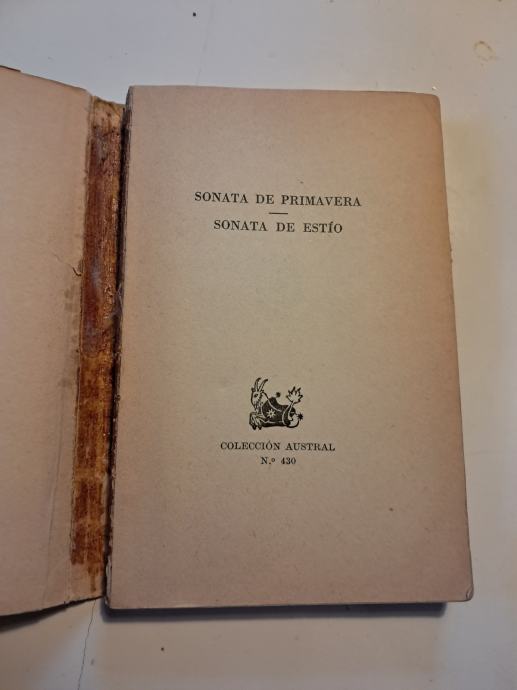 SONATA DE PRIMAVERA
SONATA DE ESTÍO
COLECCIÓN AUSTRAL
N.º 430